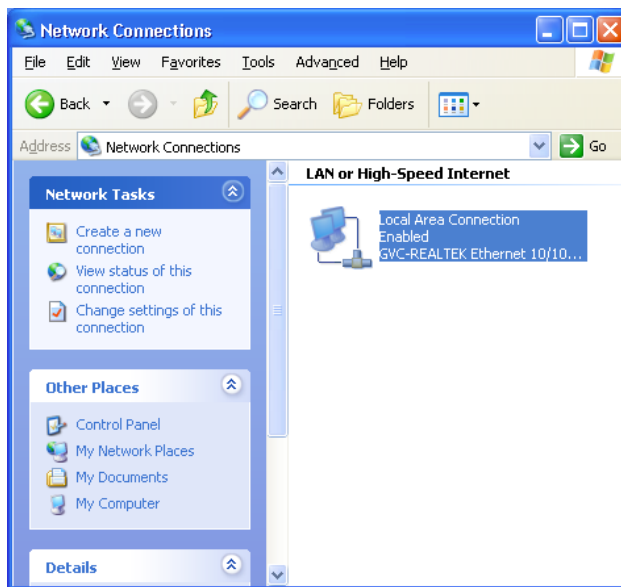 Network Connections
File Edit View Favorites Tools Advanced Help
Back Search Folders
Address Network Connections Go
Network Tasks
Create a new
connection
View status of this
connection
Change settings of this
connection
Other Places
Control Panel
My Network Places
My Documents
My Computer
Details
LAN or High-Speed Internet
Local Area Connection
Enabled
GVC-REALTEK Ethernet 10/10...